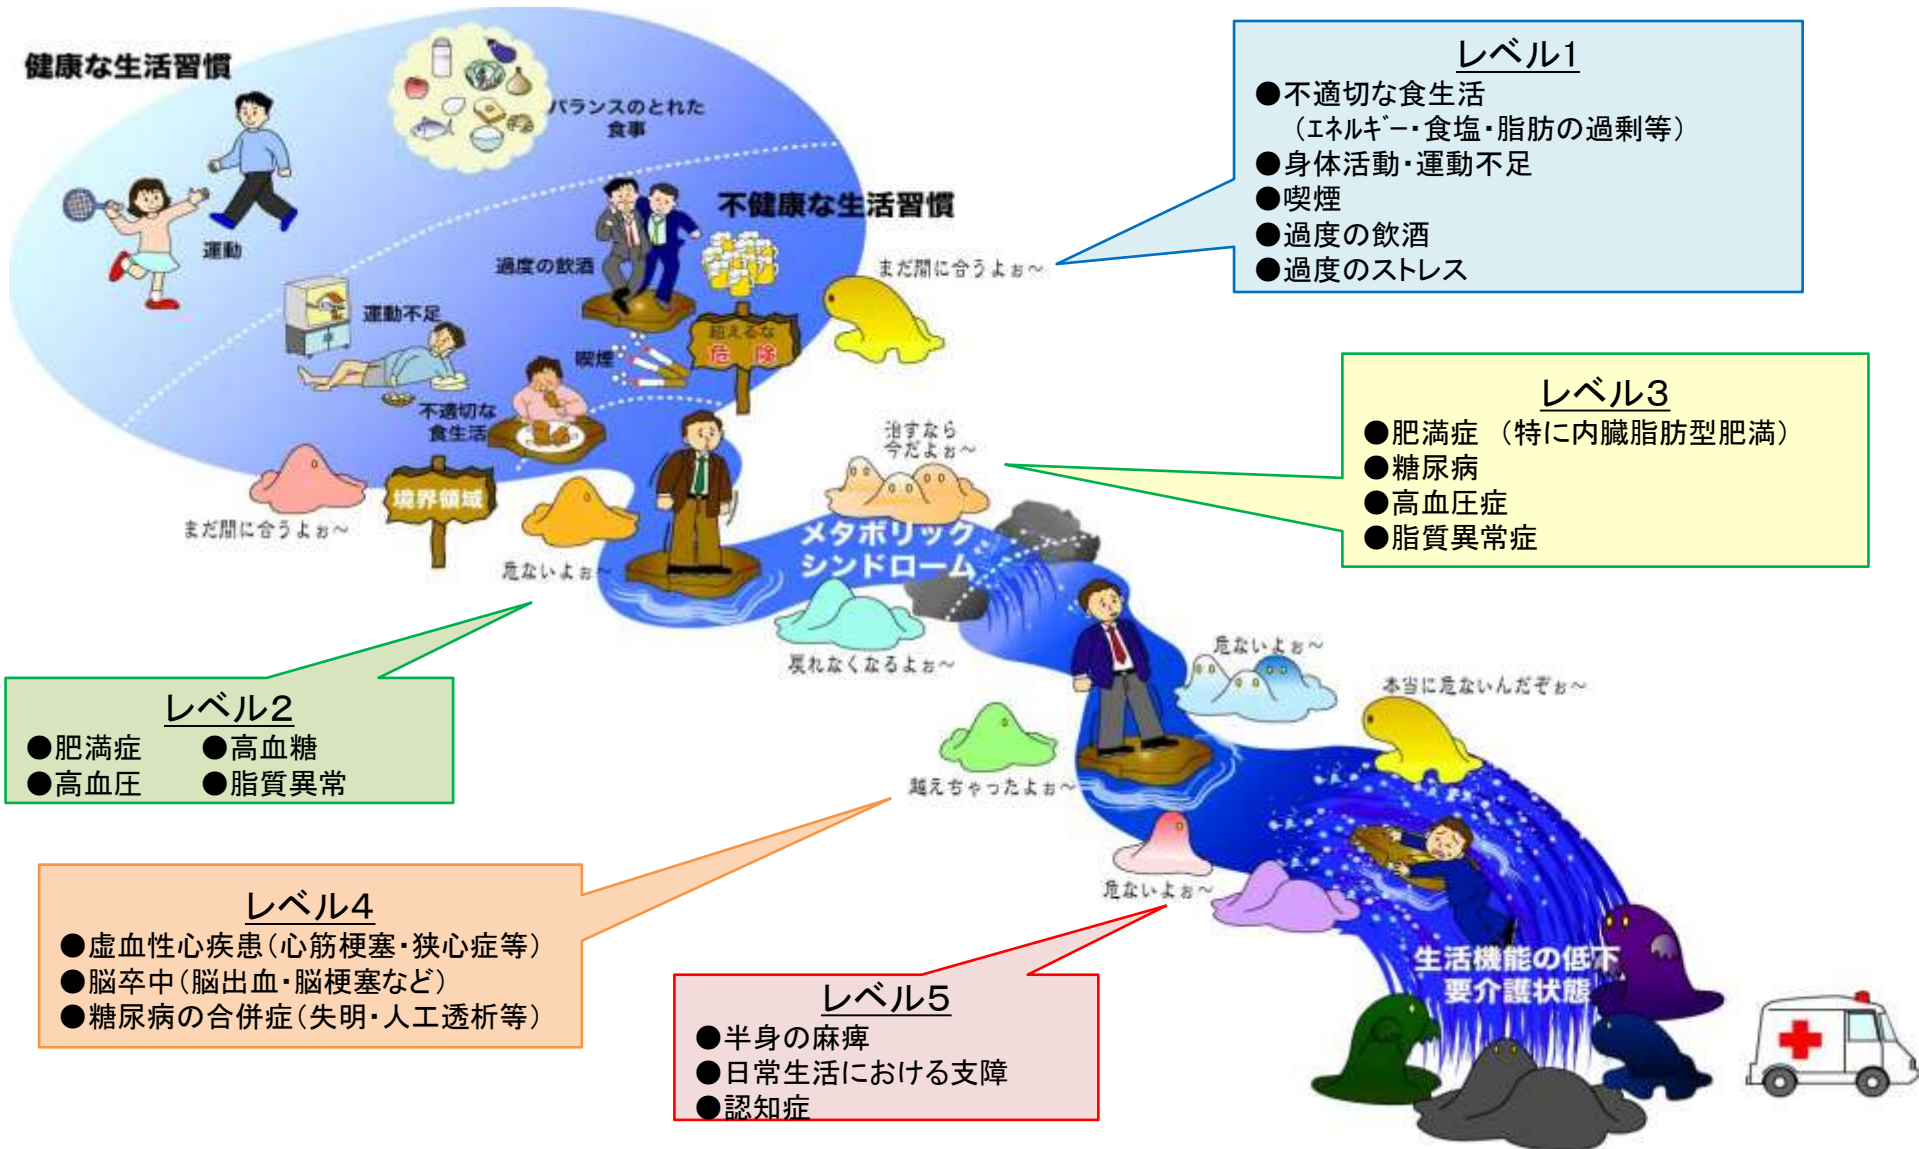 健康な生活習慣
バランスのとれた
食事
運動
不健康な生活習慣
過度の飲酒
運動不足
喫煙
超えるな
危険
不適切な
食生活
まだ間に合うよぉ～
まだ間に合うよぉ～
境界領域
危ないよぉ～
治すなら
今だよぉ～
メタボリック
シンドローム
戻れなくなるよぉ～
危ないよぉ～
越えちゃったよぉ～
本当に危ないんだぞぉ～
危ないよぉ～
生活機能の低下
要介護状態
レベル1
●不適切な食生活
（ｴﾈﾙｷﾞｰ・食塩・脂肪の過剰等）
●身体活動・運動不足
●喫煙
●過度の飲酒
●過度のストレス
レベル2
●肥満症　●高血糖
●高血圧　●脂質異常
レベル3
●肥満症 （特に内臓脂肪型肥満）
●糖尿病
●高血圧症
●脂質異常症
レベル4
●虚血性心疾患（心筋梗塞・狭心症等）
●脳卒中（脳出血・脳梗塞など）
●糖尿病の合併症（失明・人工透析等）
レベル5
●半身の麻痺
●日常生活における支障
●認知症